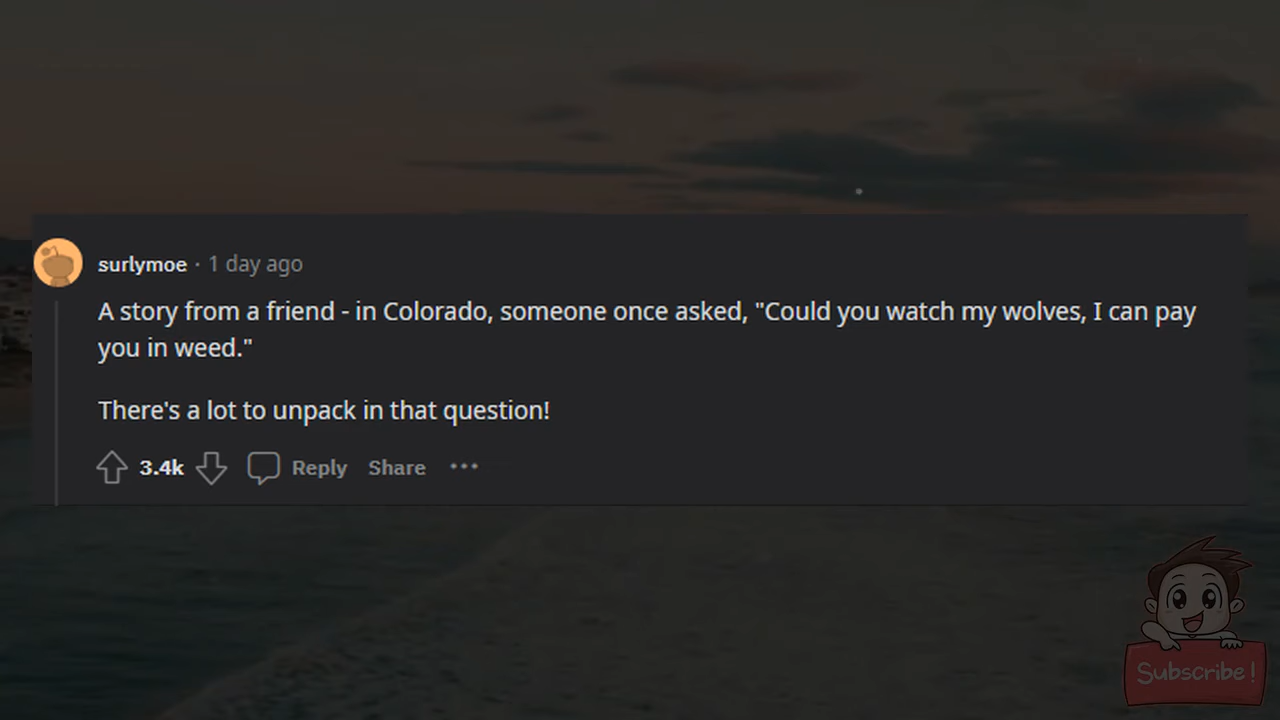 surlymoe · 1 day ago
A story from a friend - in Colorado, someone once asked, "Could you watch my wolves, I can pay
you in weed."
There's a lot to unpack in that question!
3.4k Reply Share ···
Subscribe!